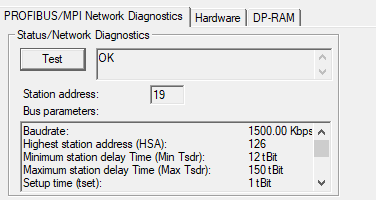 PROFIBUS/MPI Network Diagnostics Hardware DP-RAM
Status/Network Diagnostics
Test OK
Station address: 19
Bus parameters:
Baudrate: 1500.00 Kbps
Highest station address (HSA): 126
Minimum station delay Time (Min Tsdr): 12 tBit
Maximum station delay Time (Max Tsdr): 150 tBit
Setup time (tset): 1 tBit